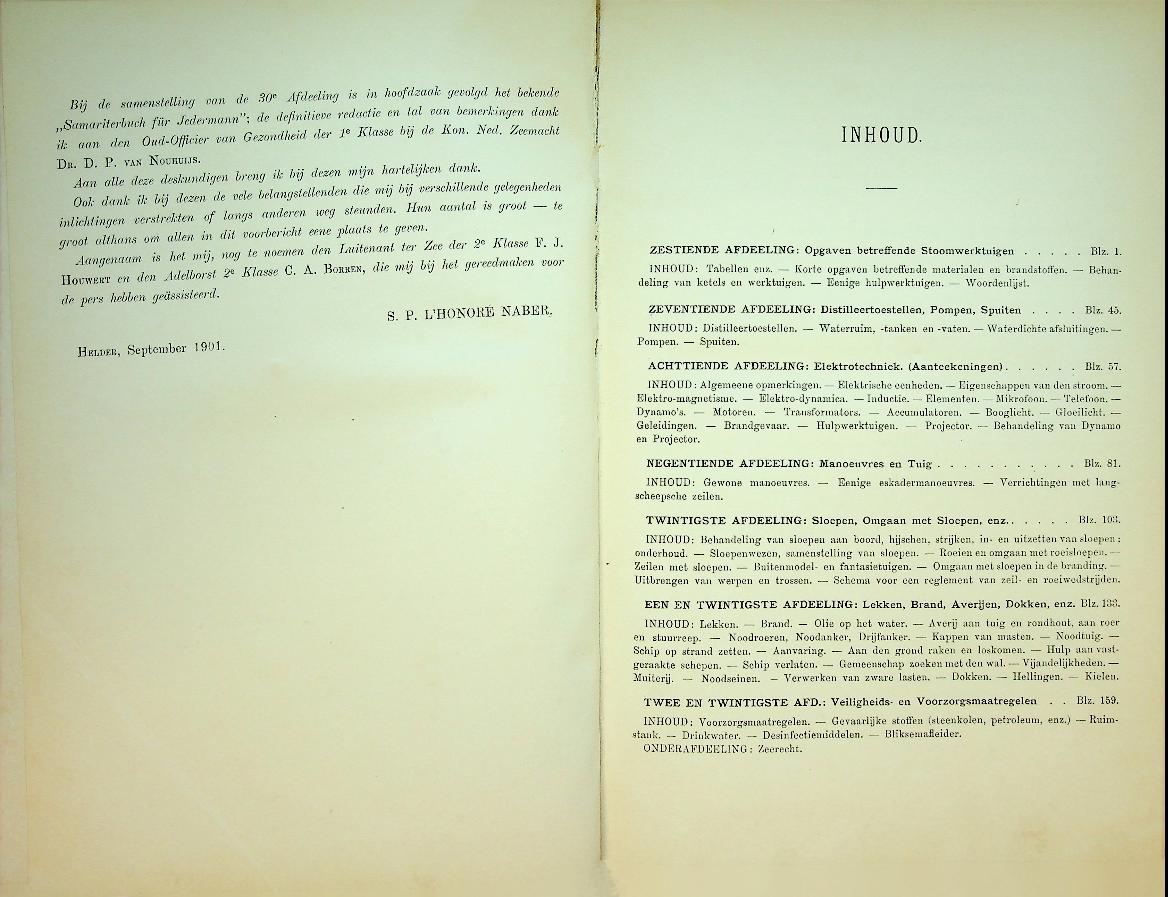 Bij de samenstelling van de 30e Afdeeling is in hoofdzaak gevolgd het bekende
„Samariterbuch für Jedermann”; de definitieve redactie en tal van bemerkingen dank
ik aan den Oud-Officier van Gezondheid der 1e Klasse bij de Kon. Ned. Zeemacht
Dr. D. P. van Nouhuijs.
Aan alle deze deskundigen breng ik bij dezen mijn hartelijken dank.
Ook dank ik bij dezen de vele belangstellenden die mij bij verschillende gelegenheden
inlichtingen verstrekten of langs anderen weg steunden. Hun aantal is groot — te
groot althans om allen in dit voorbericht eene plaats te geven.
Aangenaam is het mij, nog te noemen den Luitenant ter Zee der 2e Klasse F. J.
Houwert en den Adelborst 2e Klasse C. A. Borren, die mij bij het gereedmaken voor
de pers hebben geässisteerd.
S. P. L'HONORÉ NABER.
Helder, September 1901.
INHOUD.
ZESTIENDE AFDEELING: Opgaven betreffende Stoomwerktuigen . . . . . Blz. 1.
INHOUD: Tabellen enz. — Korte opgaven betreffende materialen en brandstoffen. — Behan-
deling van ketels en werktuigen. — Eenige hulpwerktuigen. — Woordenlijst.
ZEVENTIENDE AFDEELING: Distilleertoestellen, Pompen, Spuiten . . . . Blz. 45.
INHOUD: Distilleertoestellen. — Waterruim, -tanken en -vaten. — Waterdichte afsluitingen. —
Pompen. — Spuiten.
ACHTTIENDE AFDEELING: Elektrotechniek. (Aanteekeningen) . . . . . . Blz. 57.
INHOUD: Algemeene opmerkingen. — Elektrische eenheden. — Eigenschappen van den stroom. —
Elektro-magnetisme. — Elektro-dynamica. — Inductie. — Elementen. — Mikrofoon. — Telefoon. —
Dynamo's. — Motoren. — Transformators. — Accumulatoren. — Booglicht. — Gloeilicht. —
Geleidingen. — Brandgevaar. — Hulpwerktuigen. — Projector. — Behandeling van Dynamo
en Projector.
NEGENTIENDE AFDEELING: Manoeuvres en Tuig . . . . . . . . . . . Blz. 81.
INHOUD: Gewone manoeuvres. — Eenige eskadermanoeuvres. — Verrichtingen met lang-
scheepsche zeilen.
TWINTIGSTE AFDEELING: Sloepen, Omgaan met Sloepen, enz. . . . . . Blz. 103.
INHOUD: Behandeling van sloepen aan boord, hijschen, strijken, in- en uitzetten van sloepen;
onderhoud. — Sloepenwezen, samenstelling van sloepen. — Roeien en omgaan met roeisloepen. —
Zeilen met sloepen. — Buitenmodel- en fantasietuigen. — Omgaan met sloepen in de branding. —
Uitbrengen van werpen en trossen. — Schema voor een reglement van zeil- en roeiwedstrijden.
EEN EN TWINTIGSTE AFDEELING: Lekken, Brand, Averijen, Dokken, enz. Blz. 133.
INHOUD: Lekken. — Brand. — Olie op het water. — Averij aan tuig en rondhout, aan roer
en stuurreep. — Noodroeren, Noodanker, Drijfanker. — Kappen van masten. — Noodtuig. —
Schip op strand zetten. — Aanvaring. — Aan den grond raken en loskomen. — Hulp aan vast-
geraakte schepen. — Schip verlaten. — Gemeenschap zoeken met den wal. — Vijandelijkheden. —
Muiterij. — Noodseinen. — Verwerken van zware lasten. — Dokken. — Hellingen. — Kielen.
TWEE EN TWINTIGSTE AFD.: Veiligheids- en Voorzorgsmaatregelen . . Blz. 159.
INHOUD: Voorzorgsmaatregelen. — Gevaarlijke stoffen (steenkolen, petroleum, enz.) — Ruim-
stank. — Drinkwater. — Desinfectiemiddelen. — Bliksemafleider.
ONDERAFDEELING: Zeerecht.